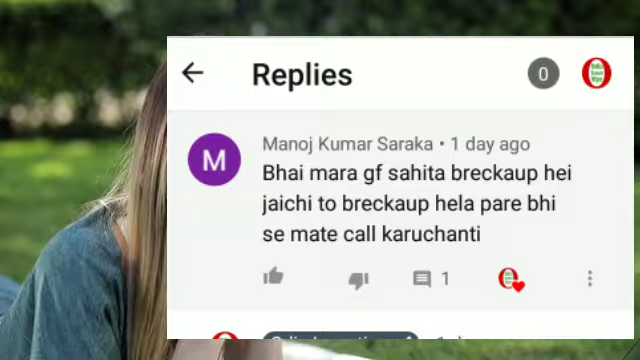 Replies
0
Manoj Kumar Saraka • 1 day ago
M
Bhai mara gf sahita breckaup hei
jaichi to breckaup hela pare bhi
se mate call karuchanti
1